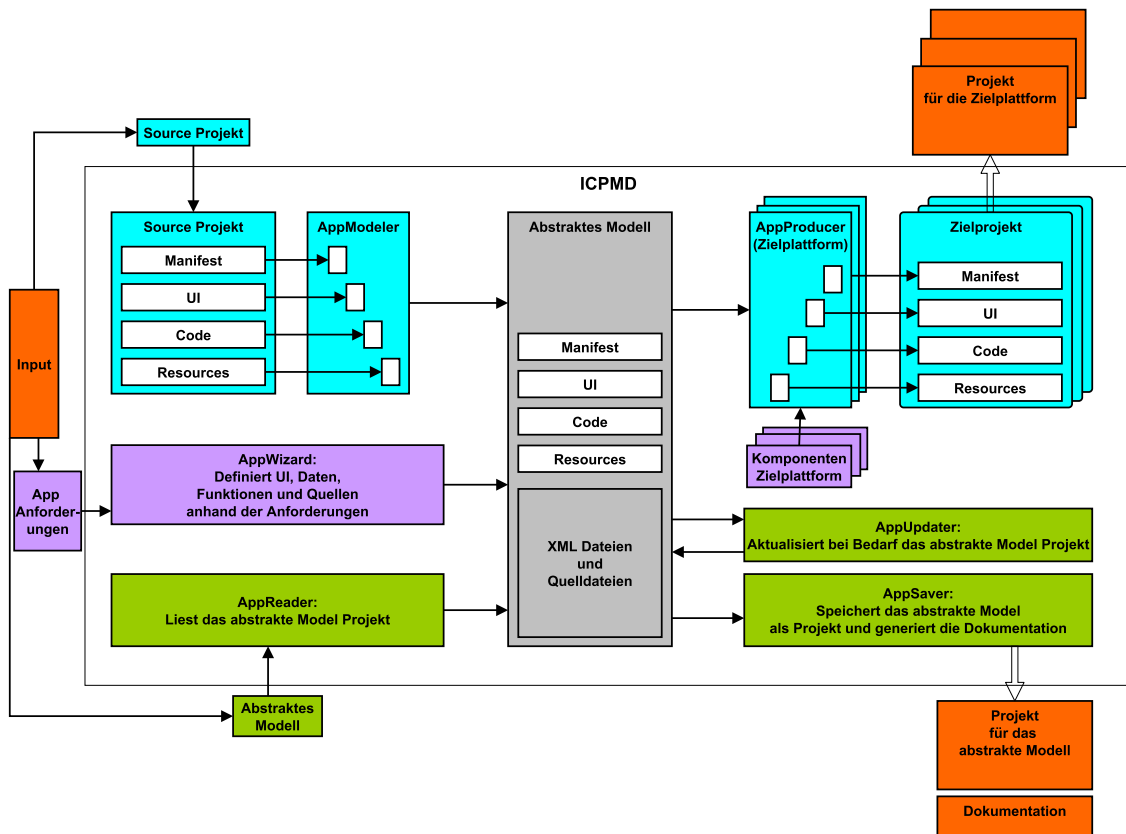 Projekt
für die Zielplattform
Source Projekt
ICPMD
Source Projekt
Manifest
UI
Code
Resources
AppModeler
Abstraktes Modell
Manifest
UI
Code
Resources
XML Dateien
und
Quelldateien
AppProducer
(Zielplattform)
Zielprojekt
Manifest
UI
Code
Resources
Komponenten
Zielplattform
Input
App
Anforde-
rungen
AppWizard:
Definiert UI, Daten,
Funktionen und Quellen
anhand der Anforderungen
AppReader:
Liest das abstrakte Model Projekt
AppUpdater:
Aktualisiert bei Bedarf das abstrakte Model Projekt
AppSaver:
Speichert das abstrakte Model
als Projekt und generiert die Dokumentation
Abstraktes
Modell
Projekt
für das
abstrakte Modell
Dokumentation